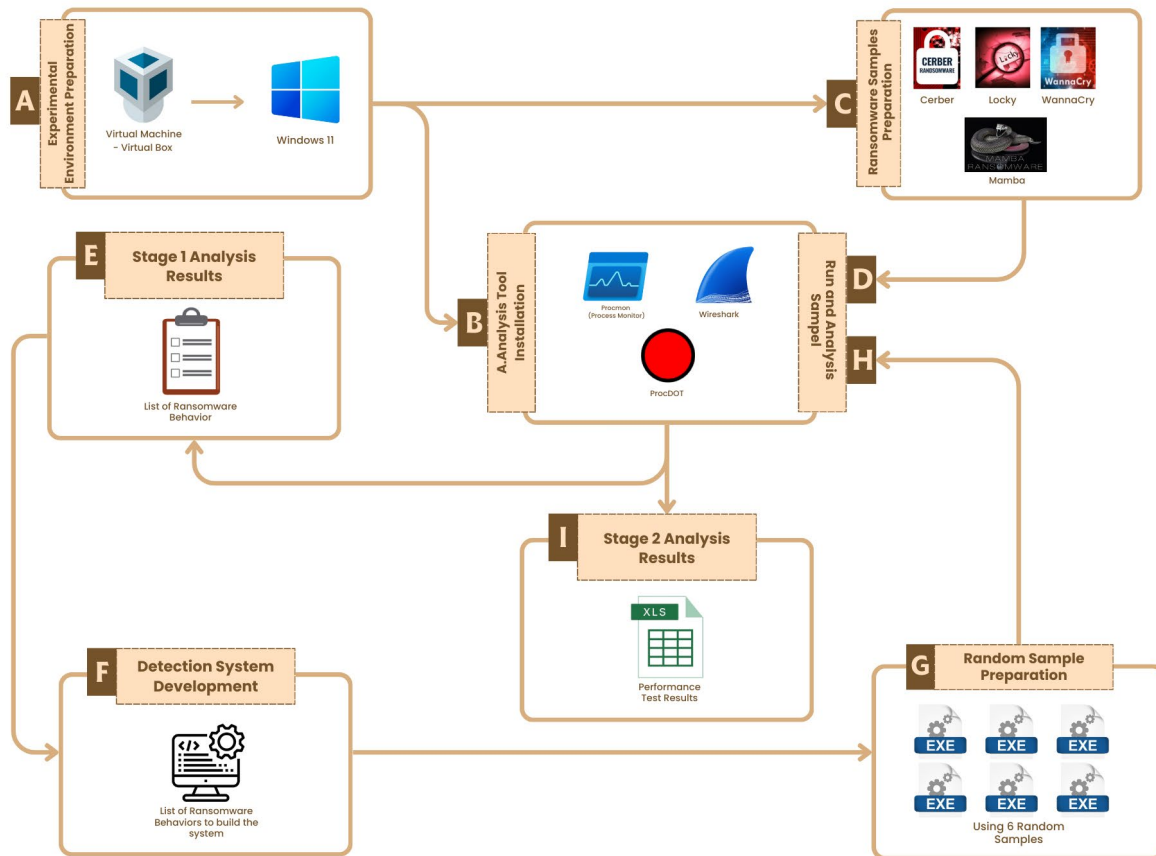 A
Experimental
Environment Preparation
Virtual Machine
- Virtual Box
Windows 11
C
Ransomware Samples
Preparation
CERBER
RANDSOMWARE
Cerber
Locky
Locky
WannaCry
WannaCry
MAMBA
RANSOMWARE
Mamba
E
Stage 1 Analysis
Results
List of Ransomware
Behavior
B
A.Analysis Tool
Installation
Procman
(Process Monitor)
Wireshark
ProcDOT
Run and Analysis
Sampel
D
H
I
Stage 2 Analysis
Results
XLS
Performance
Test Results
F
Detection System
Development
</>
List of Ransomware
Behaviors to build the
system
G
Random Sample
Preparation
EXE
EXE
EXE
EXE
EXE
EXE
Using 6 Random
Samples